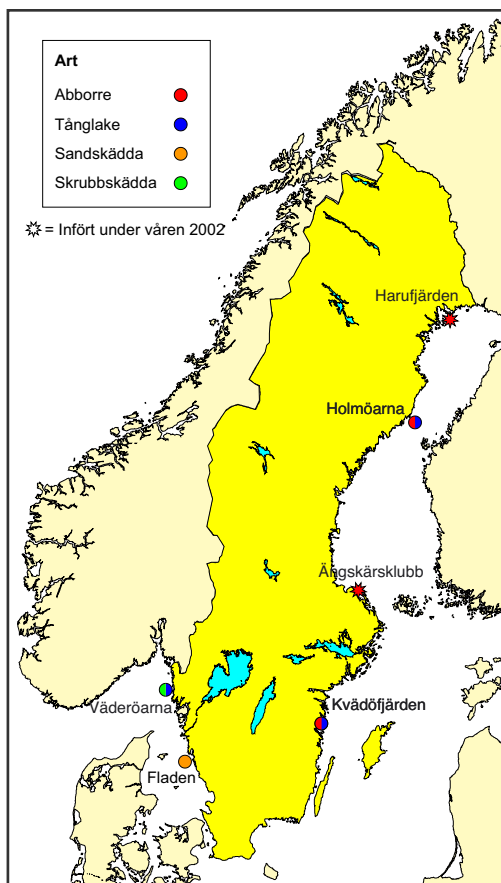 Art
Abborre
Tånglake
Sandskädda
Skrubbskädda
= Infört under våren 2002
Harufjärden
Holmöarna
Ängskärsklubb
Kvädöfjärden
Väderöarna
Fladen